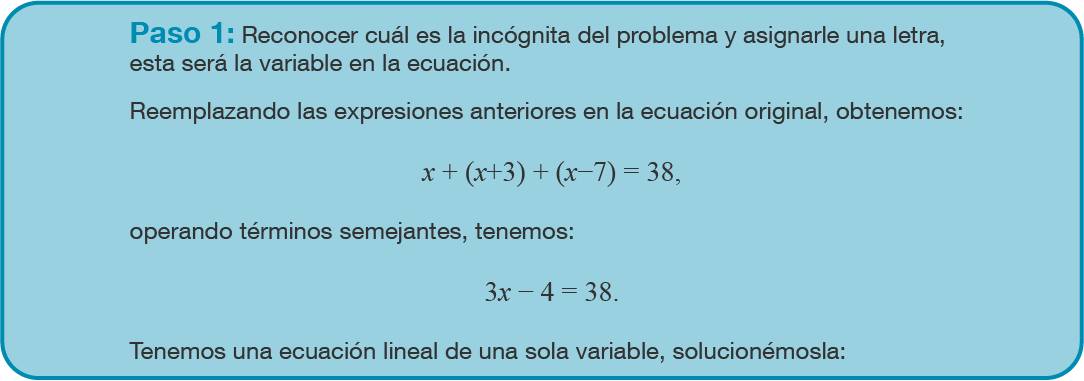 Paso 1: Reconocer cuál es la incógnita del problema y asignarle una letra,
esta será la variable en la ecuación.
Reemplazando las expresiones anteriores en la ecuación original, obtenemos:
x + (x+3) + (x−7) = 38,
operando términos semejantes, tenemos:
3x − 4 = 38.
Tenemos una ecuación lineal de una sola variable, solucionémosla: